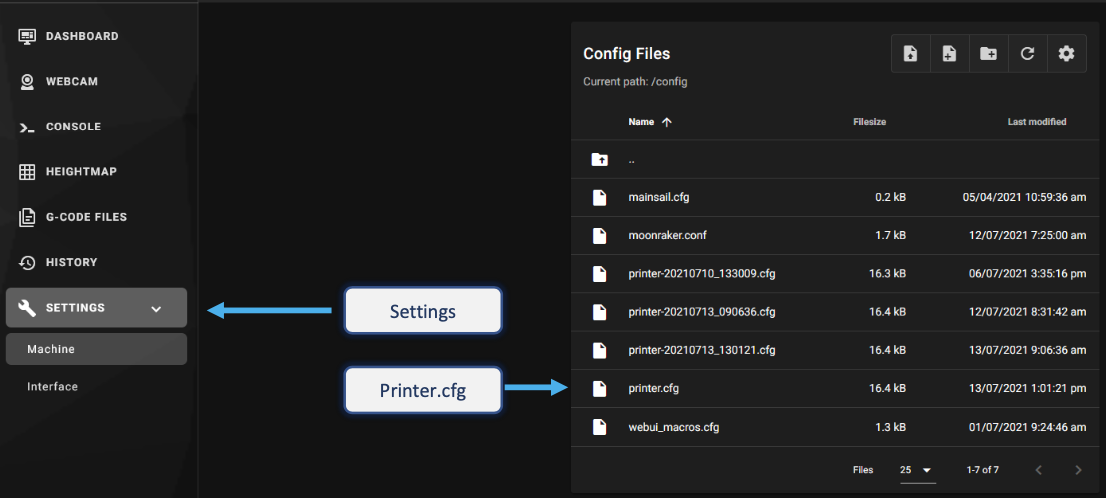 DASHBOARD
WEBCAM
CONSOLE
HEIGHTMAP
G-CODE FILES
HISTORY
SETTINGS
Machine
Interface
Settings
Printer.cfg
Config Files
Current path: /config
Name Filesize Last modified
..
mainsail.cfg 0.2 kB 05/04/2021 10:59:36 am
moonraker.conf 1.7 kB 12/07/2021 7:25:00 am
printer-20210710_133009.cfg 16.3 kB 06/07/2021 3:35:16 pm
printer-20210713_090636.cfg 16.4 kB 12/07/2021 8:31:42 am
printer-20210713_130121.cfg 16.4 kB 13/07/2021 9:06:36 am
printer.cfg 16.4 kB 13/07/2021 1:01:21 pm
webui_macros.cfg 1.3 kB 01/07/2021 9:24:46 am
Files 25 1-7 of 7